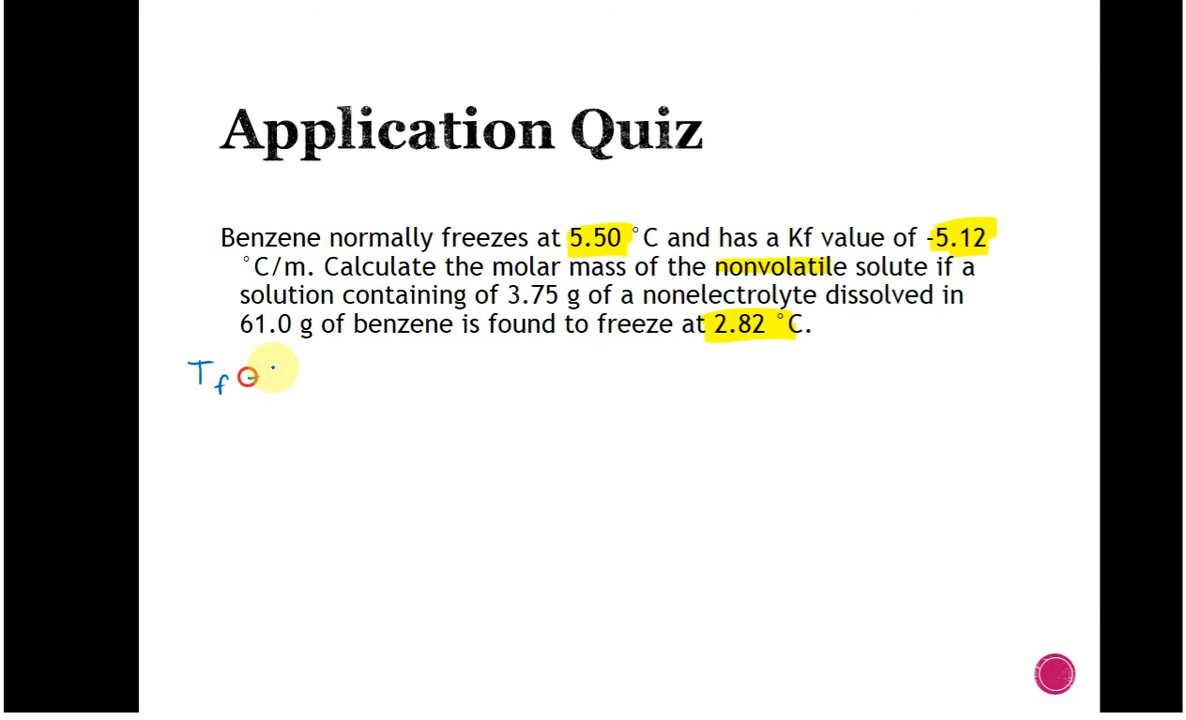 Application Quiz
Benzene normally freezes at 5.50 °C and has a Kf value of -5.12
°C/m. Calculate the molar mass of the nonvolatile solute if a
solution containing of 3.75 g of a nonelectrolyte dissolved in
61.0 g of benzene is found to freeze at 2.82 °C.
Tf